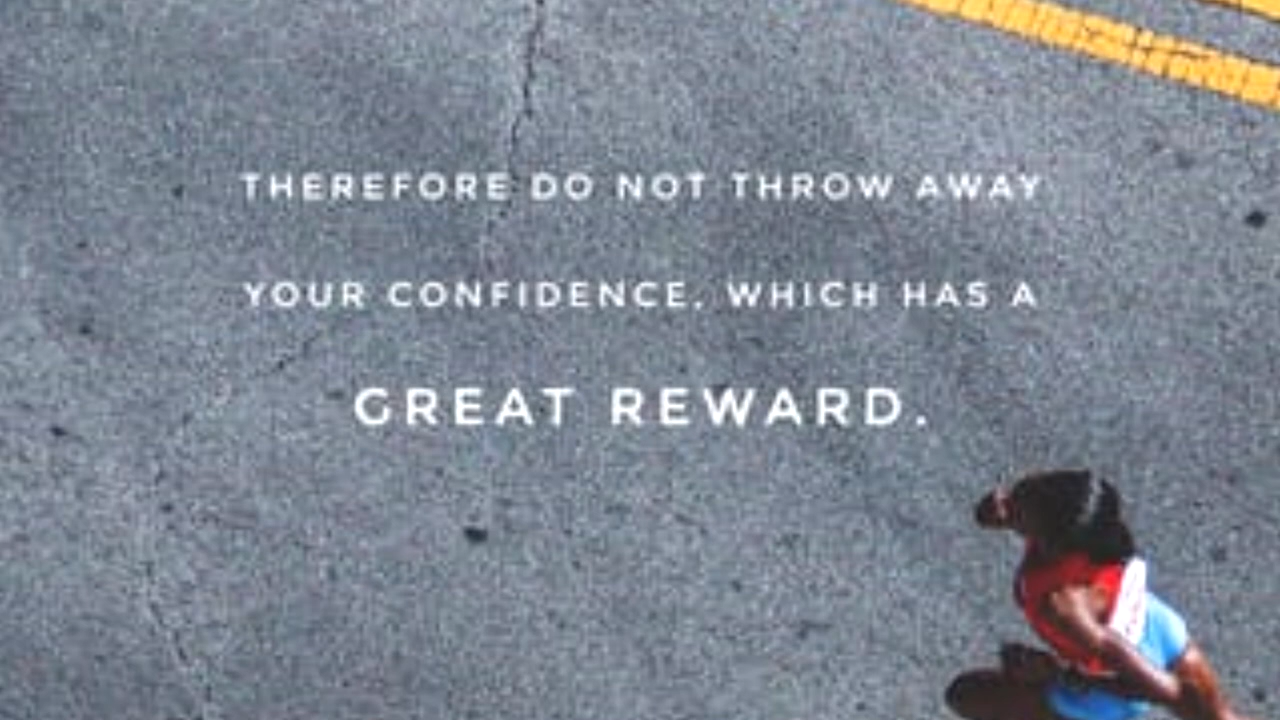 THEREFORE DO NOT THROW AWAY
YOUR CONFIDENCE, WHICH HAS A
GREAT REWARD.